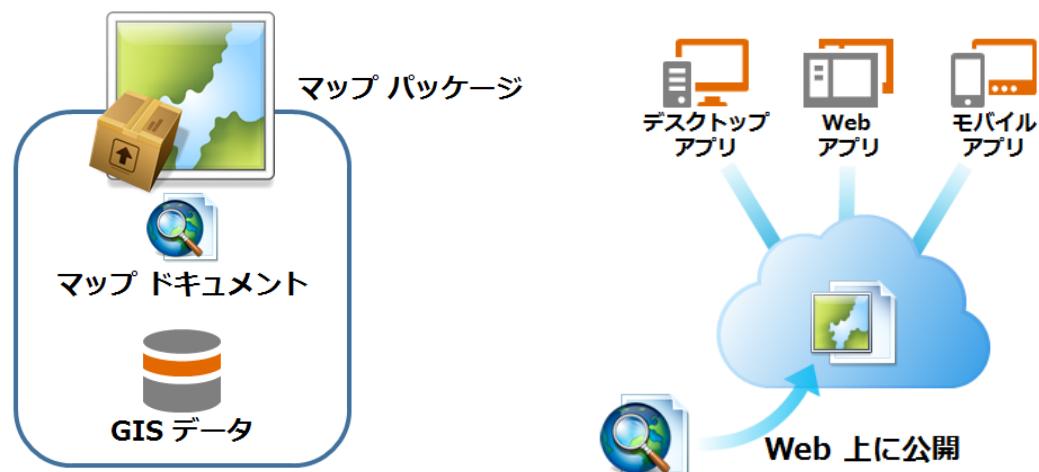 マップ パッケージ
マップ ドキュメント
GIS データ
デスクトップ
アプリ
Web
アプリ
モバイル
アプリ
Web 上に公開